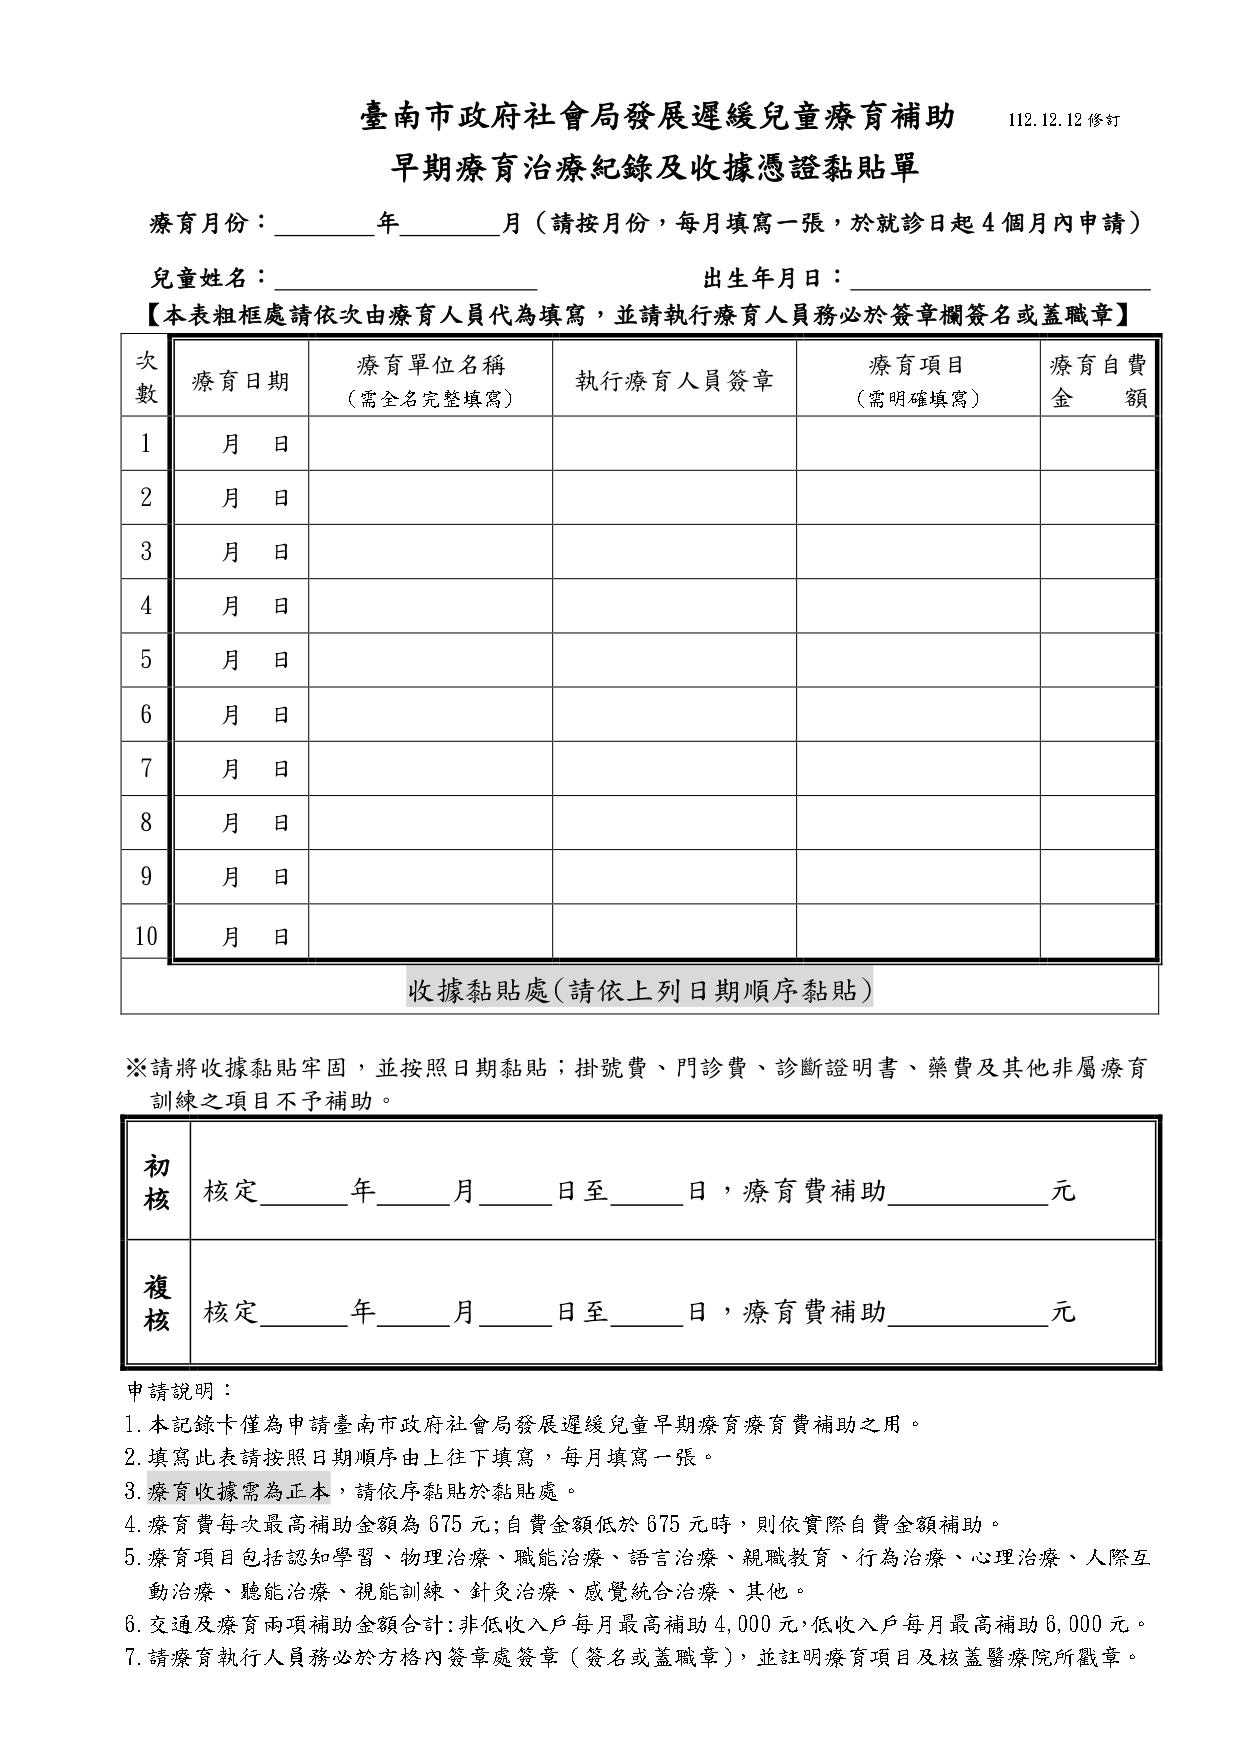 臺南市政府社會局發展遲緩兒童療育補助 112.12.12修訂
早期療育治療紀錄及收據憑證黏貼單
療育月份：________年________月（請按月份，每月填寫一張，於就診日起 4 個月內申請）
兒童姓名：____________________ 出生年月日：________________________
【本表粗框處請依次由療育人員代為填寫，並請執行療育人員務必於簽章欄簽名或蓋職章】
次數 療育日期 療育單位名稱（需全名完整填寫） 執行療育人員簽章 療育項目（需明確填寫） 療育自費金額
1 月 日
2 月 日
3 月 日
4 月 日
5 月 日
6 月 日
7 月 日
8 月 日
9 月 日
10 月 日
收據黏貼處(請依上列日期順序黏貼)
※請將收據黏貼牢固，並按照日期黏貼；掛號費、門診費、診斷證明書、藥費及其他非屬療育
訓練之項目不予補助。
初核 核定______年_____月_____日至_____日，療育費補助___________元
複核 核定______年_____月_____日至_____日，療育費補助___________元
申請說明：
1.本記錄卡僅為申請臺南市政府社會局發展遲緩兒童早期療育療育費補助之用。
2.填寫此表請按照日期順序由上往下填寫，每月填寫一張。
3.療育收據需為正本，請依序黏貼於黏貼處。
4.療育費每次最高補助金額為 675 元;自費金額低於 675 元時，則依實際自費金額補助。
5.療育項目包括認知學習、物理治療、職能治療、語言治療、親職教育、行為治療、心理治療、人際互
動治療、聽能治療、視能訓練、針灸治療、感覺統合治療、其他。
6.交通及療育兩項補助金額合計:非低收入戶每月最高補助 4,000 元，低收入戶每月最高補助 6,000 元。
7.請療育執行人員務必於方格內簽章處簽章（簽名或蓋職章），並註明療育項目及核蓋醫療院所戳章。